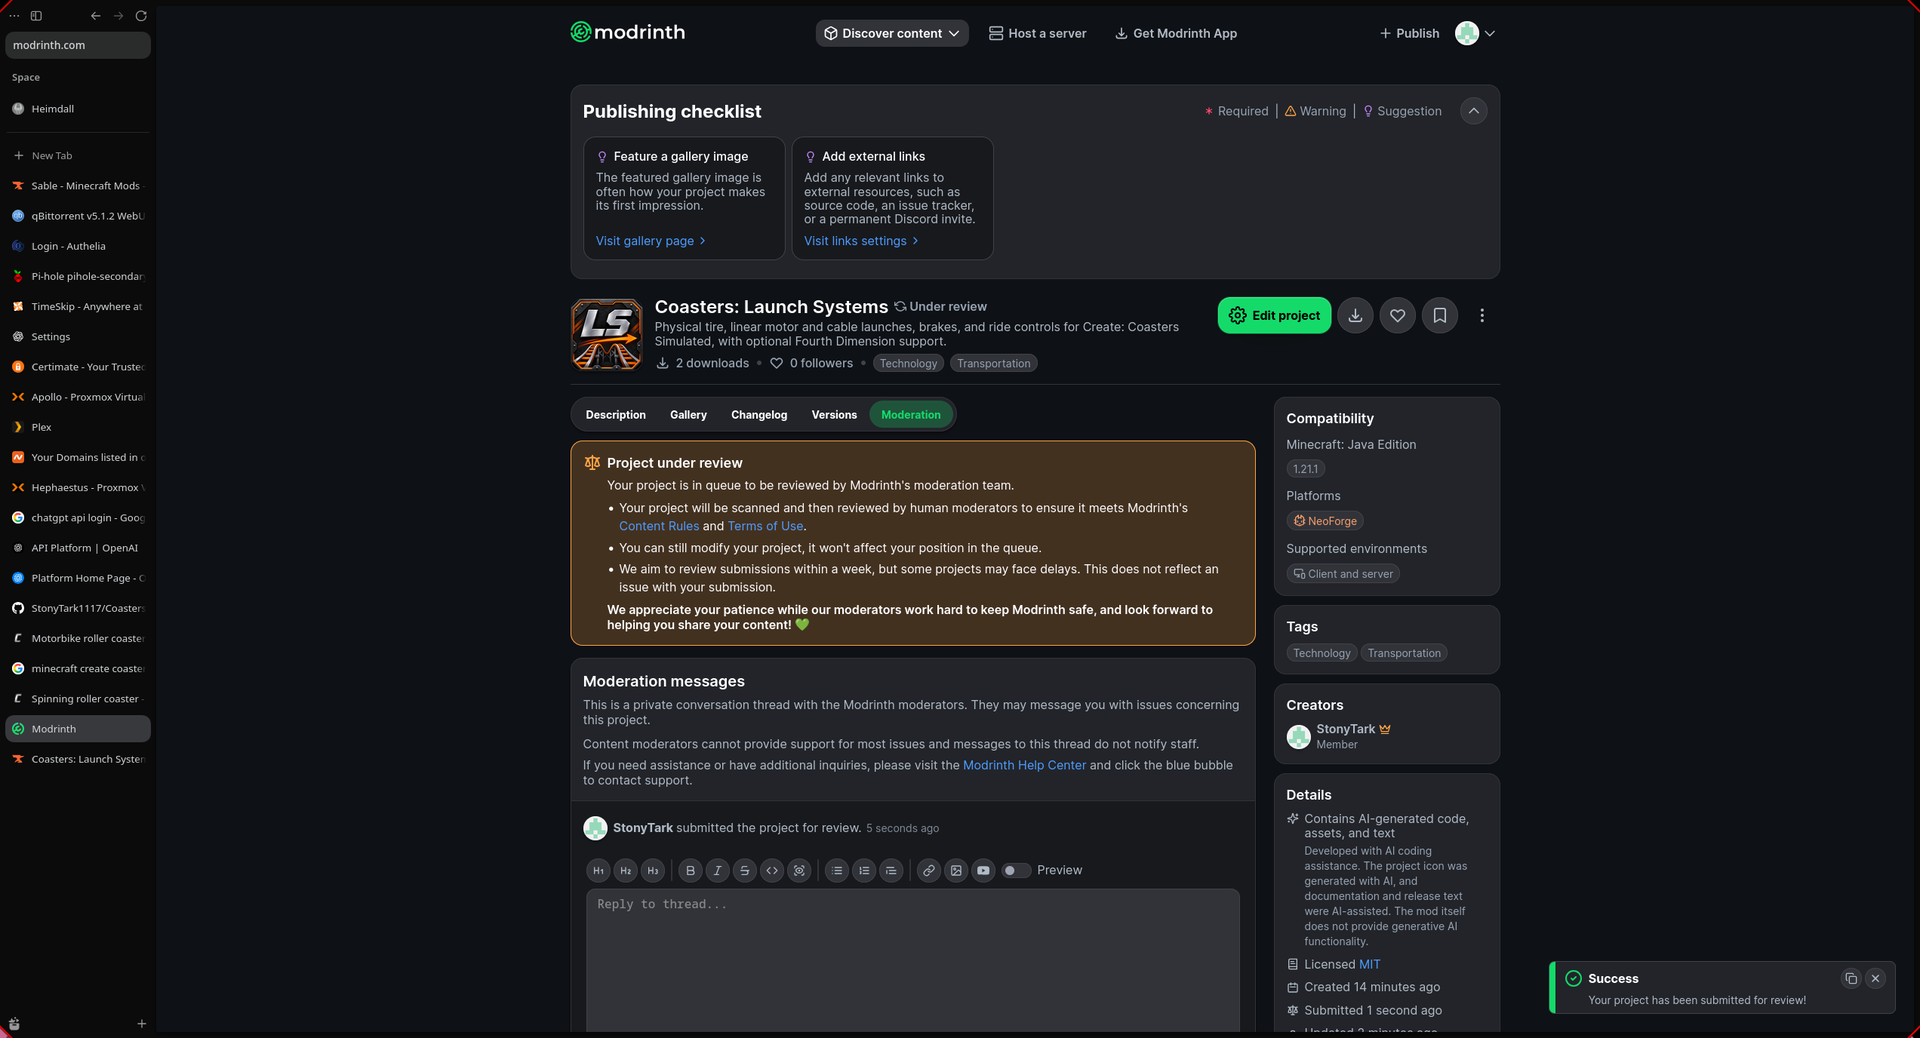 modrinth.com
Space
Heimdall
New Tab
Sable - Minecraft Mods -
qBittorrent v5.1.2 WebU
Login - Authelia
Pi-hole pihole-secondar
TimeSkip - Anywhere at
Settings
Certimate - Your Trusted
Apollo - Proxmox Virtual
Plex
Your Domains listed in o
Hephaestus - Proxmox V
chatgpt api login - Goog
API Platform | OpenAI
Platform Home Page - C
StonyTark1117/Coasters
Motorbike roller coaster
minecraft create coaste
Spinning roller coaster -
Modrinth
Coasters: Launch System
modrinth
Discover content
Host a server
Get Modrinth App
Publish
Publishing checklist
* Required | Warning | Suggestion
Feature a gallery image
The featured gallery image is
often how your project makes
its first impression.
Visit gallery page
Add external links
Add any relevant links to
external resources, such as
source code, an issue tracker,
or a permanent Discord invite.
Visit links settings
LS
Coasters: Launch Systems Under review
Physical tire, linear motor and cable launches, brakes, and ride controls for Create: Coasters
Simulated, with optional Fourth Dimension support.
2 downloads • 0 followers • Technology Transportation
Edit project
Description Gallery Changelog Versions Moderation
Project under review
Your project is in queue to be reviewed by Modrinth's moderation team.
• Your project will be scanned and then reviewed by human moderators to ensure it meets Modrinth's
Content Rules and Terms of Use.
• You can still modify your project, it won't affect your position in the queue.
• We aim to review submissions within a week, but some projects may face delays. This does not reflect an
issue with your submission.
We appreciate your patience while our moderators work hard to keep Modrinth safe, and look forward to
helping you share your content! 💚
Moderation messages
This is a private conversation thread with the Modrinth moderators. They may message you with issues concerning
this project.
Content moderators cannot provide support for most issues and messages to this thread do not notify staff.
If you need assistance or have additional inquiries, please visit the Modrinth Help Center and click the blue bubble
to contact support.
StonyTark submitted the project for review. 5 seconds ago
H1 H2 H3 B I S Preview
Reply to thread...
Compatibility
Minecraft: Java Edition
1.21.1
Platforms
NeoForge
Supported environments
Client and server
Tags
Technology Transportation
Creators
StonyTark
Member
Details
Contains AI-generated code,
assets, and text
Developed with AI coding
assistance. The project icon was
generated with AI, and
documentation and release text
were AI-assisted. The mod itself
does not provide generative AI
functionality.
Licensed MIT
Created 14 minutes ago
Submitted 1 second ago
Updated 2 minutes ago
Success
Your project has been submitted for review!